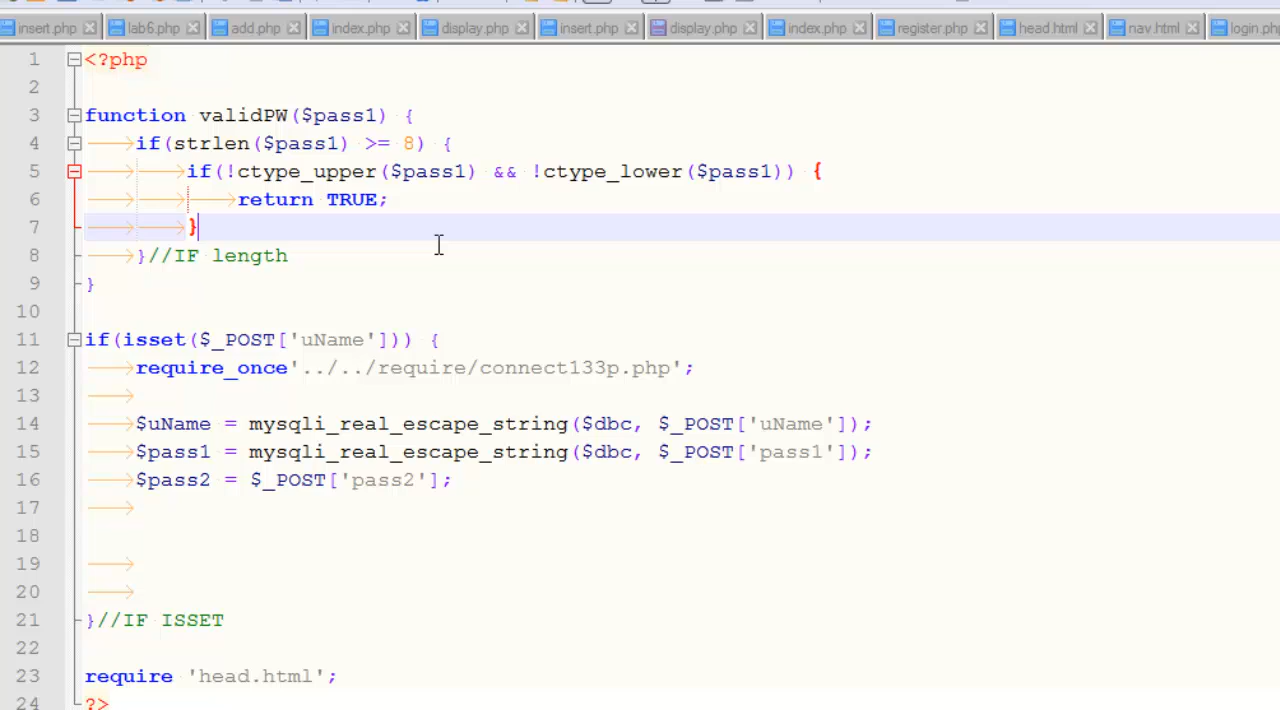 insert.php lab6.php add.php index.php display.php insert.php display.php index.php register.php head.html nav.html login.php
1 <?php
2
3 function validPW($pass1) {
4 if(strlen($pass1) >= 8) {
5 if(!ctype_upper($pass1) && !ctype_lower($pass1)) {
6 return TRUE;
7 }
8 }//IF length
9 }
10
11 if(isset($_POST['uName'])) {
12 require_once'../../require/connect133p.php';
13
14 $uName = mysqli_real_escape_string($dbc, $_POST['uName']);
15 $pass1 = mysqli_real_escape_string($dbc, $_POST['pass1']);
16 $pass2 = $_POST['pass2'];
17
18
19
20
21 }//IF ISSET
22
23 require 'head.html';
24 ?>